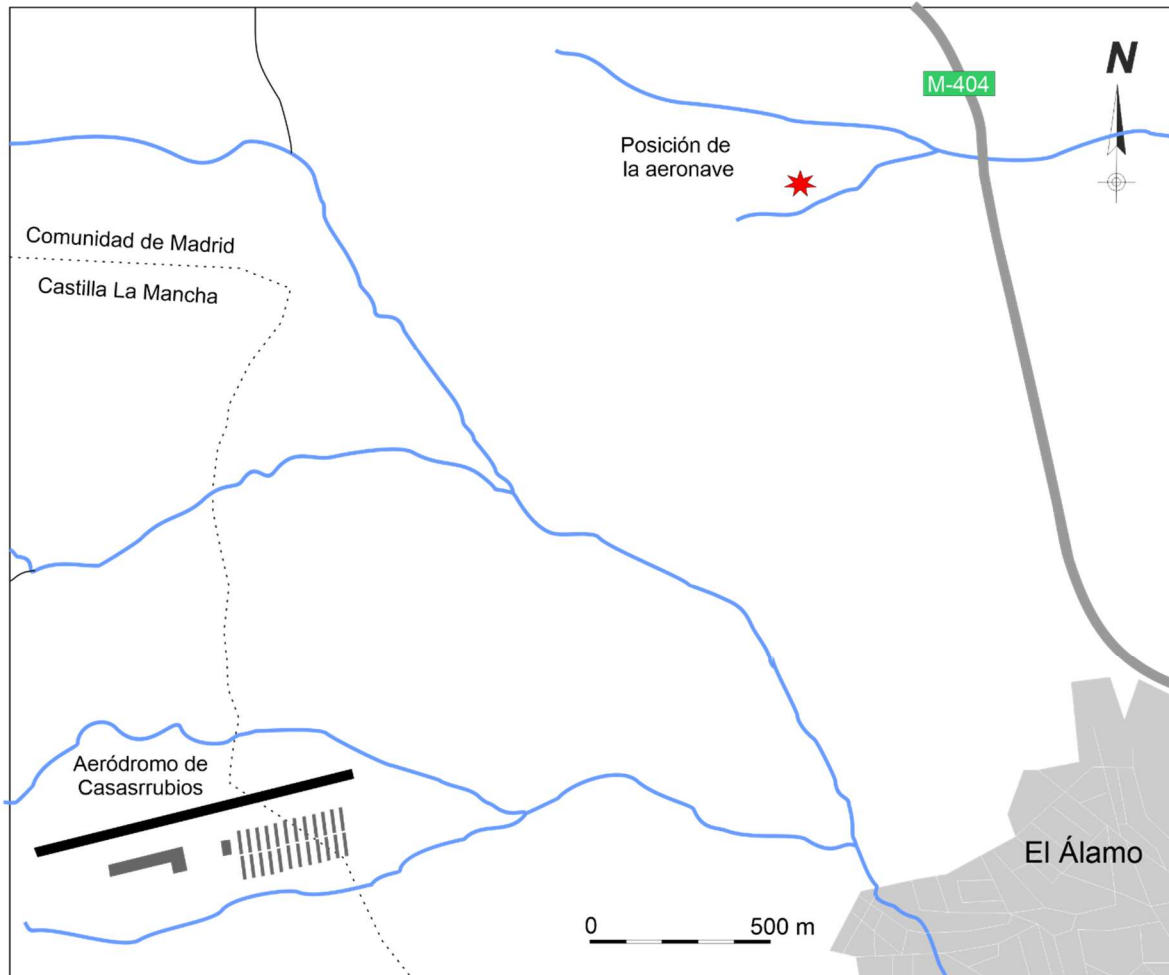 M-404
N
Posición de
la aeronave
Comunidad de Madrid
Castilla La Mancha
Aeródromo de
Casasrrubios
El Álamo
0 500 m